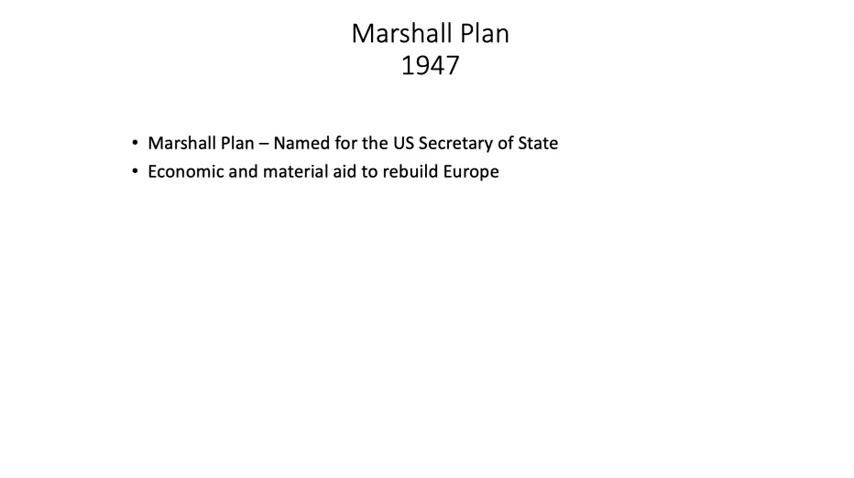 Marshall Plan
1947
• Marshall Plan – Named for the US Secretary of State
• Economic and material aid to rebuild Europe